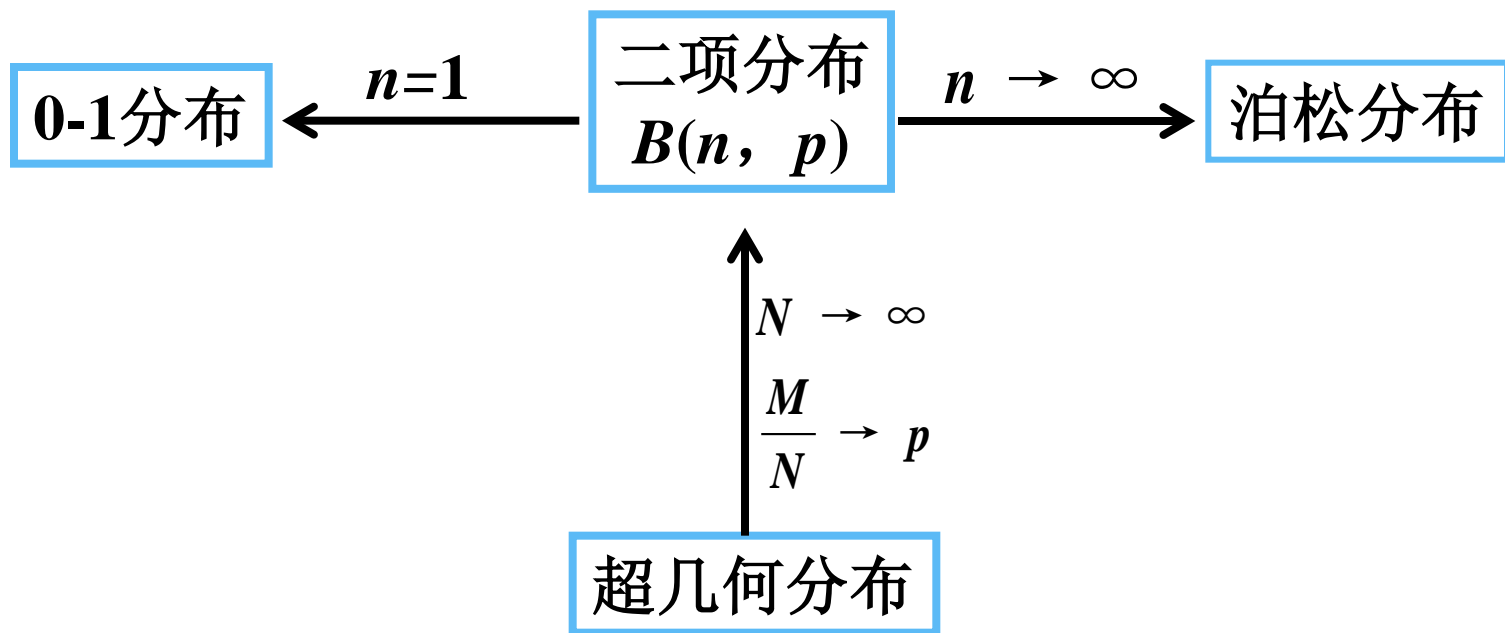 0-1分布
n=1
二项分布
B(n，p)
n → ∞
泊松分布
N → ∞
M
N
→ p
超几何分布